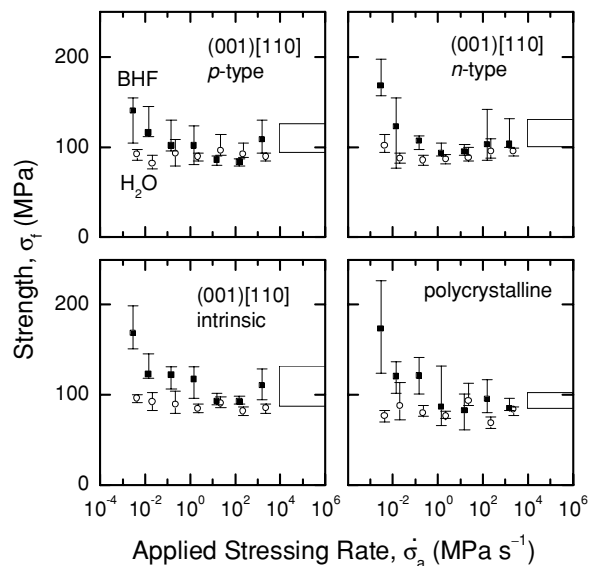 200
100
0
200
100
0
Strength, σf (MPa)
(001)[110]
p-type
BHF
H2O
(001)[110]
n-type
(001)[110]
intrinsic
polycrystalline
10⁻⁴ 10⁻² 10⁰ 10² 10⁴ 10⁶
10⁻² 10⁰ 10² 10⁴ 10⁶
Applied Stressing Rate, σ̇a (MPa s⁻¹)